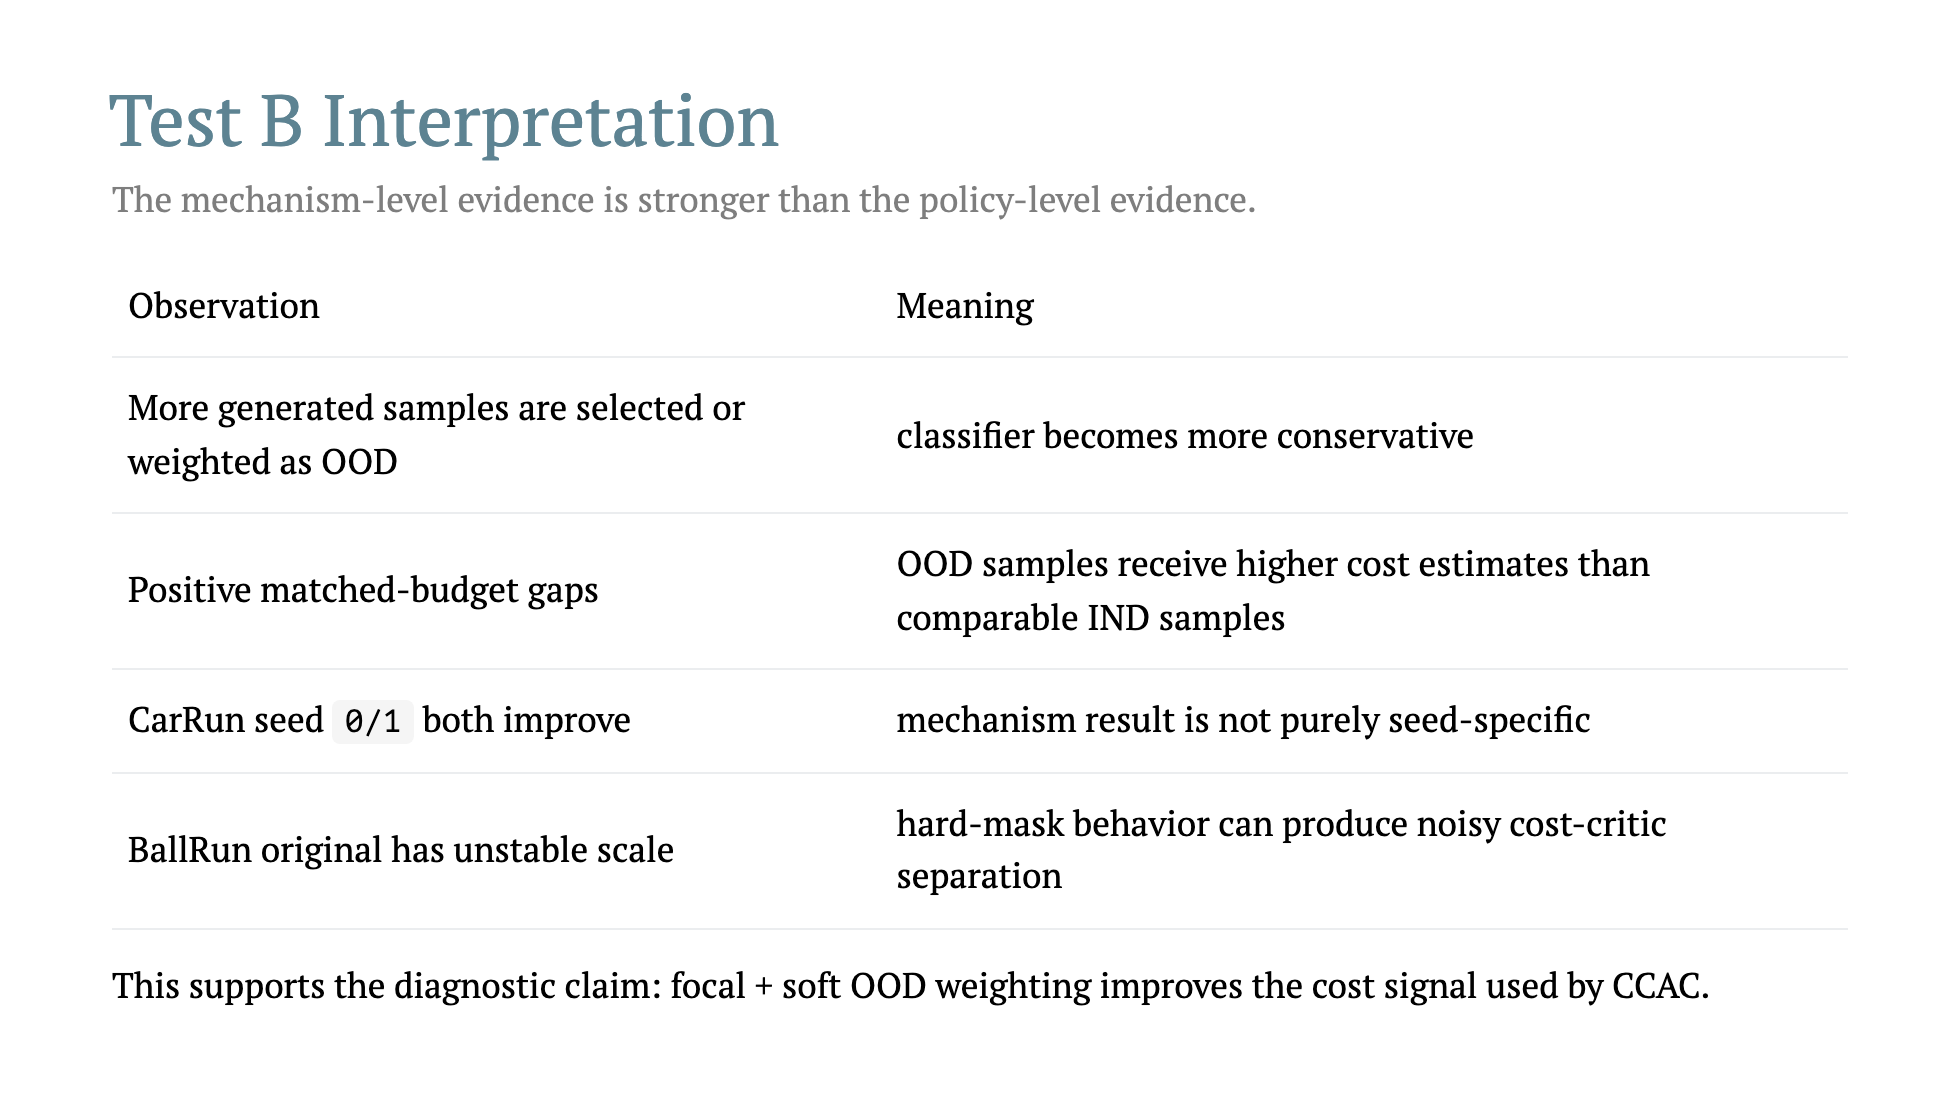 Test B Interpretation
The mechanism-level evidence is stronger than the policy-level evidence.
Observation
Meaning
More generated samples are selected or
weighted as OOD
classifier becomes more conservative
Positive matched-budget gaps
OOD samples receive higher cost estimates than
comparable IND samples
CarRun seed 0/1 both improve
mechanism result is not purely seed-specific
BallRun original has unstable scale
hard-mask behavior can produce noisy cost-critic
separation
This supports the diagnostic claim: focal + soft OOD weighting improves the cost signal used by CCAC.